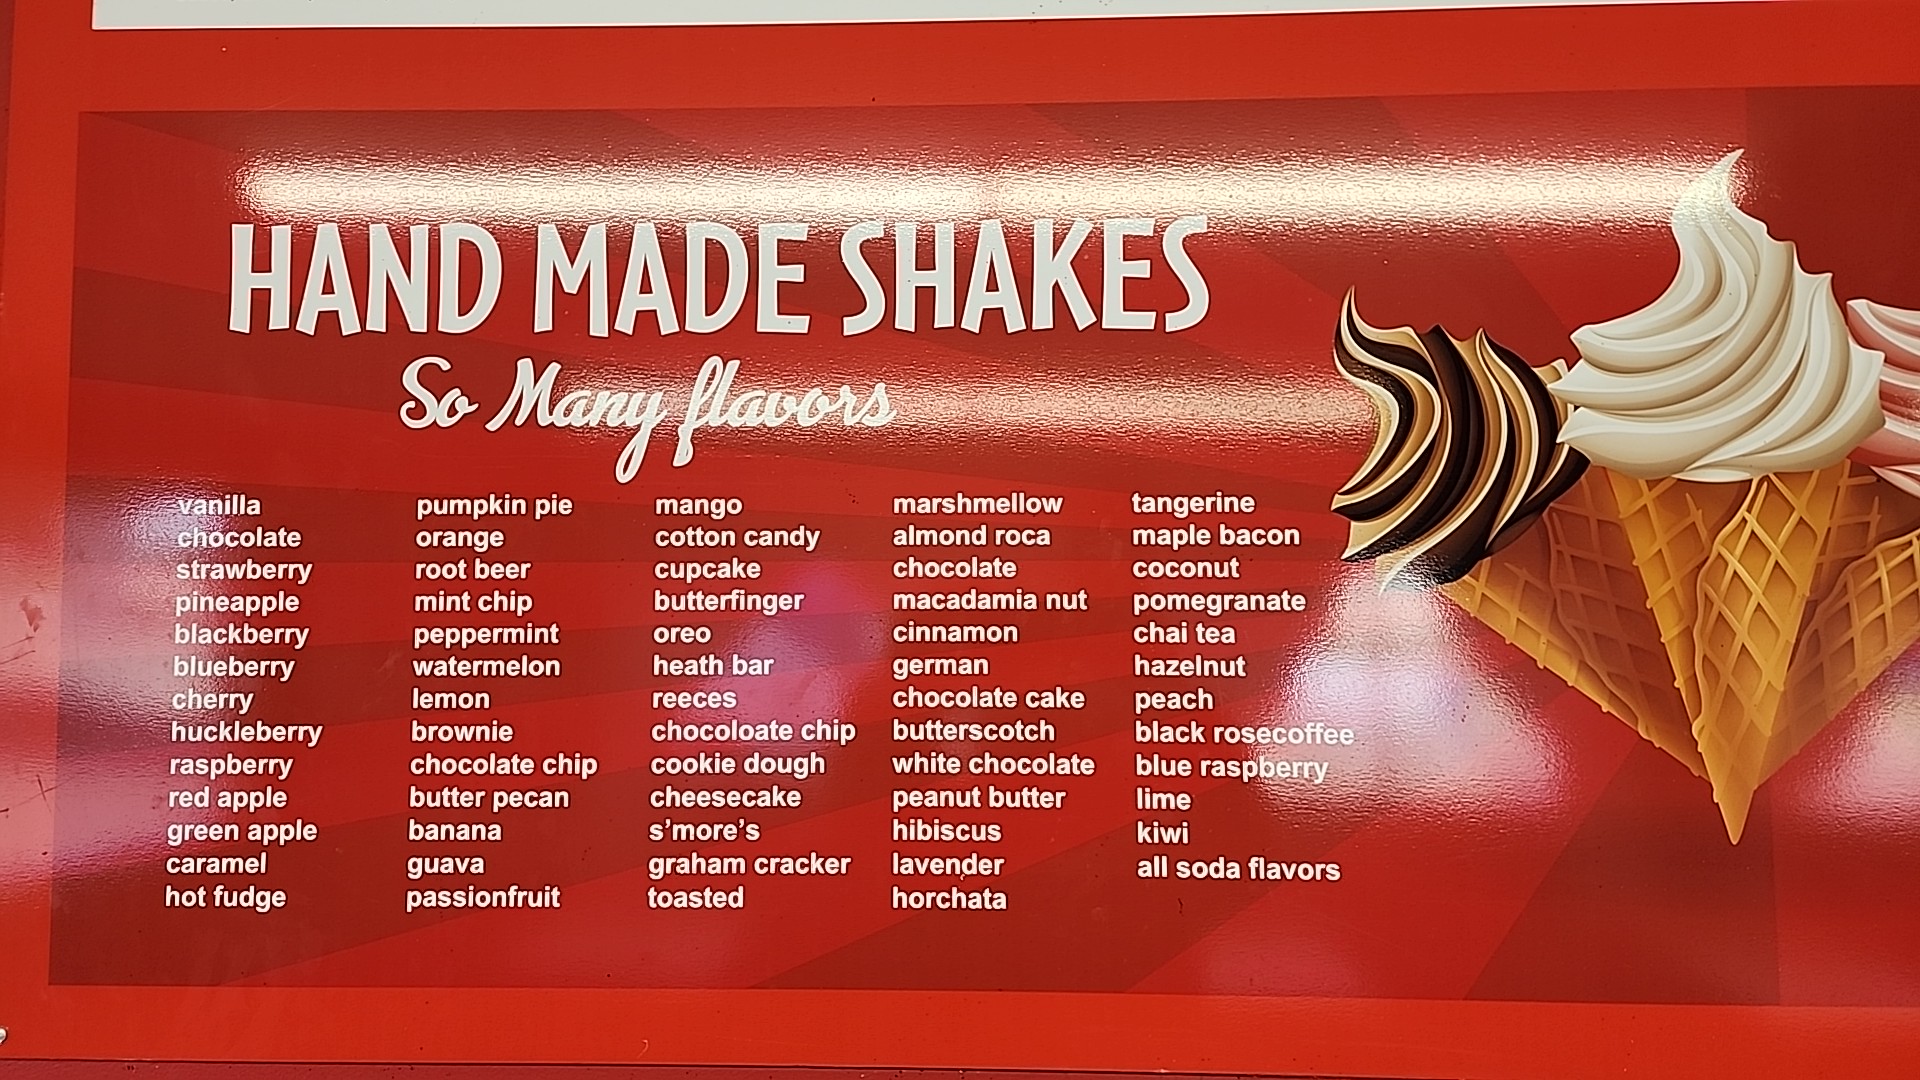 HAND MADE SHAKES
So Many flavors
vanilla
chocolate
strawberry
pineapple
blackberry
blueberry
cherry
huckleberry
raspberry
red apple
green apple
caramel
hot fudge
pumpkin pie
orange
root beer
mint chip
peppermint
watermelon
lemon
brownie
chocolate chip
butter pecan
banana
guava
passionfruit
mango
cotton candy
cupcake
butterfinger
oreo
heath bar
reeces
chocoloate chip
cookie dough
cheesecake
s’more’s
graham cracker
toasted
marshmellow
almond roca
chocolate
macadamia nut
cinnamon
german
chocolate cake
butterscotch
white chocolate
peanut butter
hibiscus
lavender
horchata
tangerine
maple bacon
coconut
pomegranate
chai tea
hazelnut
peach
black rosecoffee
blue raspberry
lime
kiwi
all soda flavors